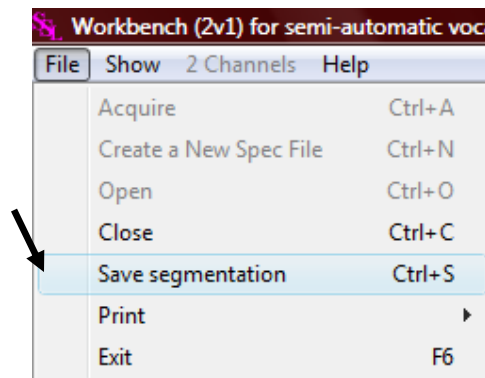 Workbench (2v1) for semi-automatic
File Show 2 Channels Help
Acquire Ctrl+A
Create a New Spec File Ctrl+N
Open Ctrl+O
Close Ctrl+C
Save segmentation Ctrl+S
Print
Exit F6